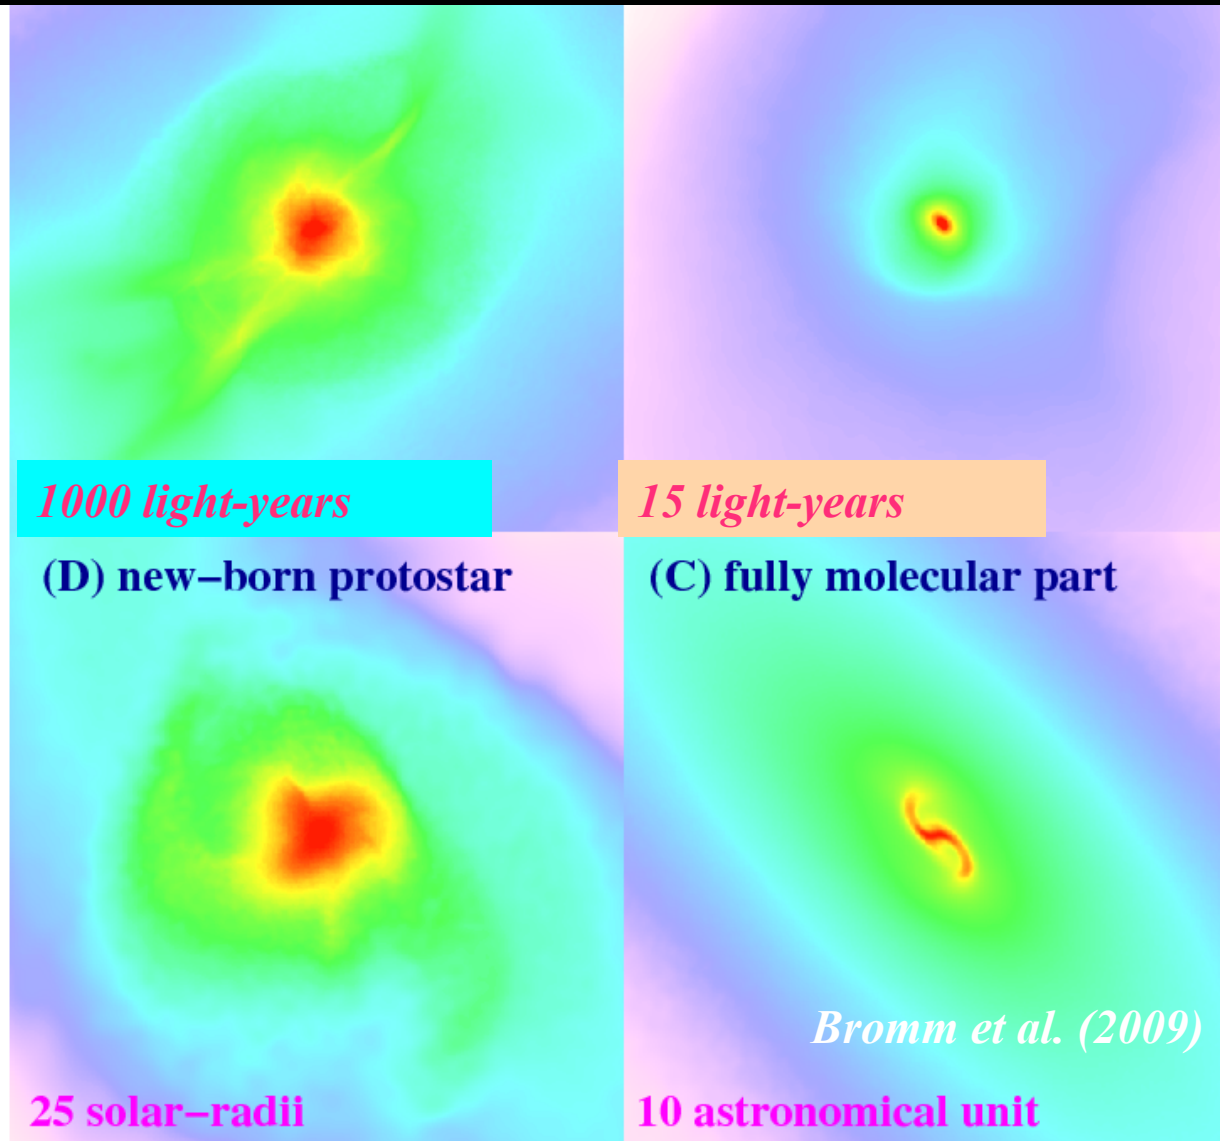 1000 light-years
15 light-years
(D) new-born protostar
(C) fully molecular part
Bromm et al. (2009)
25 solar-radii
10 astronomical unit